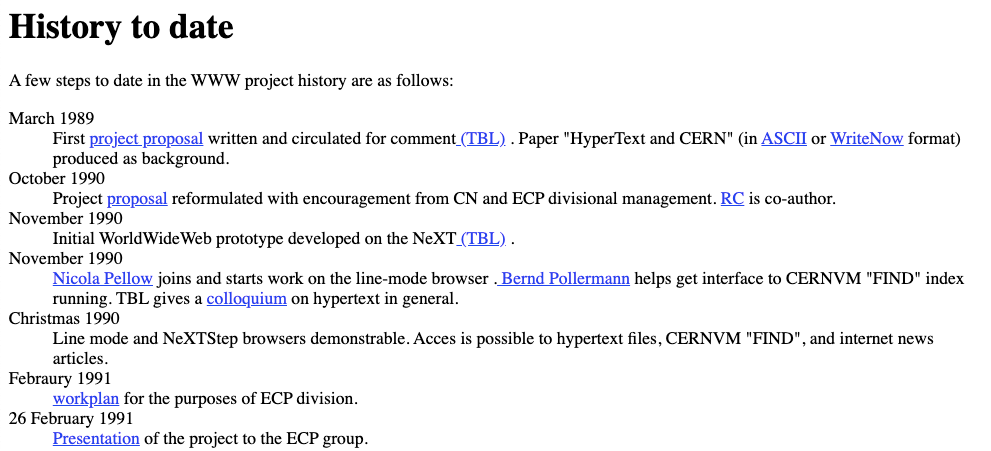 History to date
A few steps to date in the WWW project history are as follows:
March 1989
First project proposal written and circulated for comment (TBL) . Paper "HyperText and CERN" (in ASCII or WriteNow format)
produced as background.
October 1990
Project proposal reformulated with encouragement from CN and ECP divisional management. RC is co-author.
November 1990
Initial WorldWideWeb prototype developed on the NeXT (TBL) .
November 1990
Nicola Pellow joins and starts work on the line-mode browser . Bernd Pollermann helps get interface to CERNVM "FIND" index
running. TBL gives a colloquium on hypertext in general.
Christmas 1990
Line mode and NeXTStep browsers demonstrable. Acces is possible to hypertext files, CERNVM "FIND", and internet news
articles.
Febraury 1991
workplan for the purposes of ECP division.
26 February 1991
Presentation of the project to the ECP group.